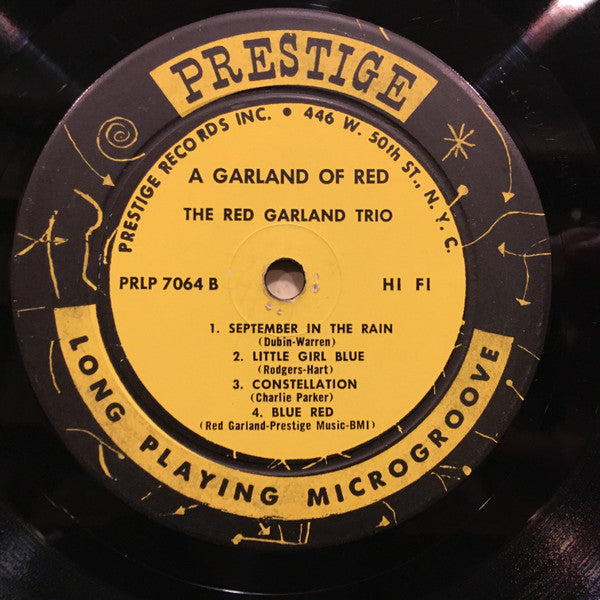 PRESTIGE
PRESTIGE RECORDS INC. • 446 W. 50th ST., N.Y.C.
A GARLAND OF RED
THE RED GARLAND TRIO
PRLP 7064 B HI FI
1. SEPTEMBER IN THE RAIN
(Dubin-Warren)
2. LITTLE GIRL BLUE
(Rodgers-Hart)
3. CONSTELLATION
(Charlie Parker)
4. BLUE RED
(Red Garland-Prestige Music-BMI)
LONG PLAYING MICROGROOVE